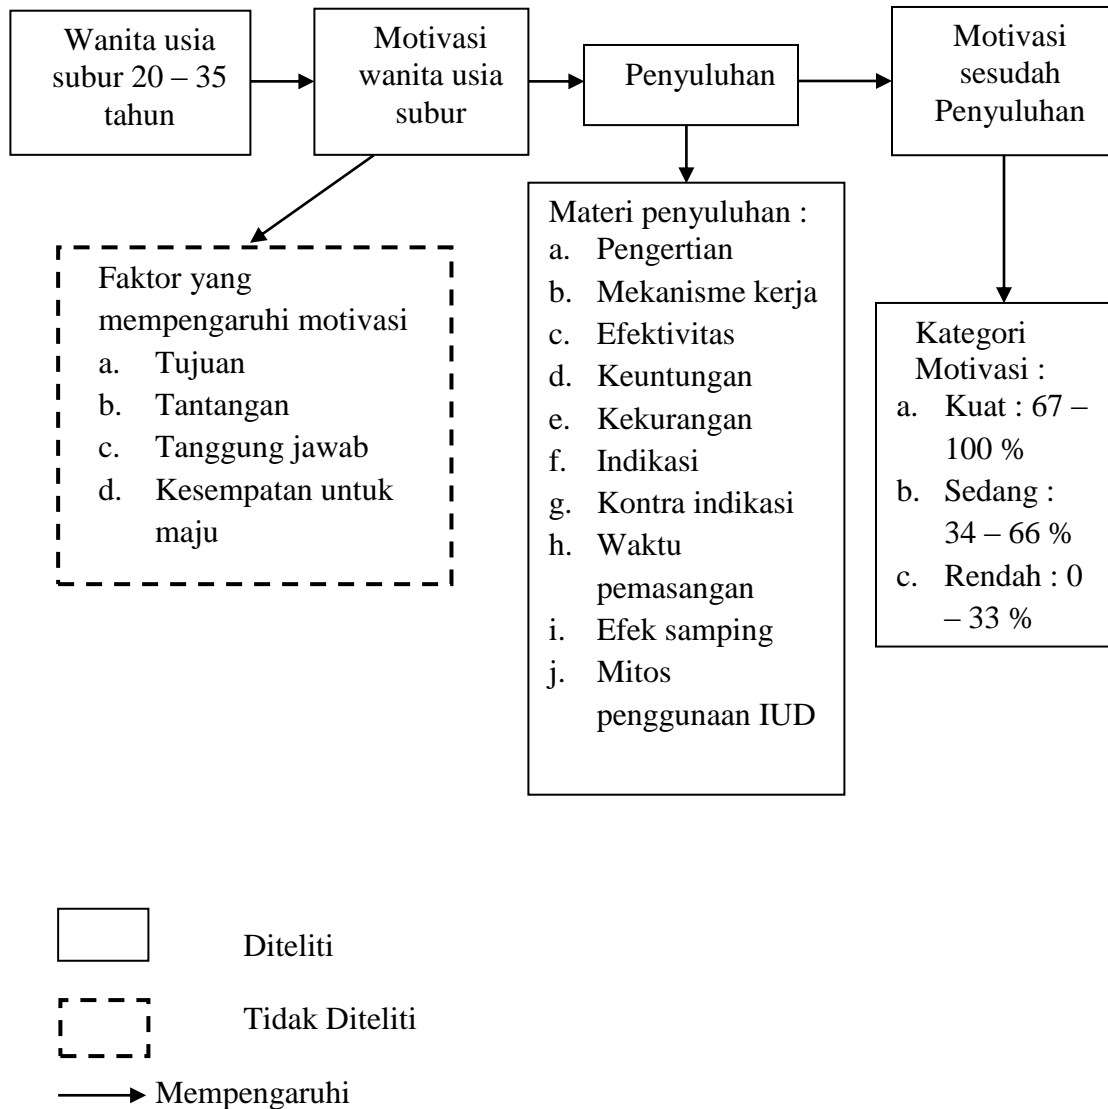 Wanita usia
subur 20 – 35
tahun
Motivasi
wanita usia
subur
Penyuluhan
Motivasi
sesudah
Penyuluhan
Faktor yang
mempengaruhi motivasi
a. Tujuan
b. Tantangan
c. Tanggung jawab
d. Kesempatan untuk
maju
Materi penyuluhan :
a. Pengertian
b. Mekanisme kerja
c. Efektivitas
d. Keuntungan
e. Kekurangan
f. Indikasi
g. Kontra indikasi
h. Waktu
pemasangan
i. Efek samping
j. Mitos
penggunaan IUD
Kategori
Motivasi :
a. Kuat : 67 –
100 %
b. Sedang :
34 – 66 %
c. Rendah : 0
– 33 %
Diteliti
Tidak Diteliti
Mempengaruhi